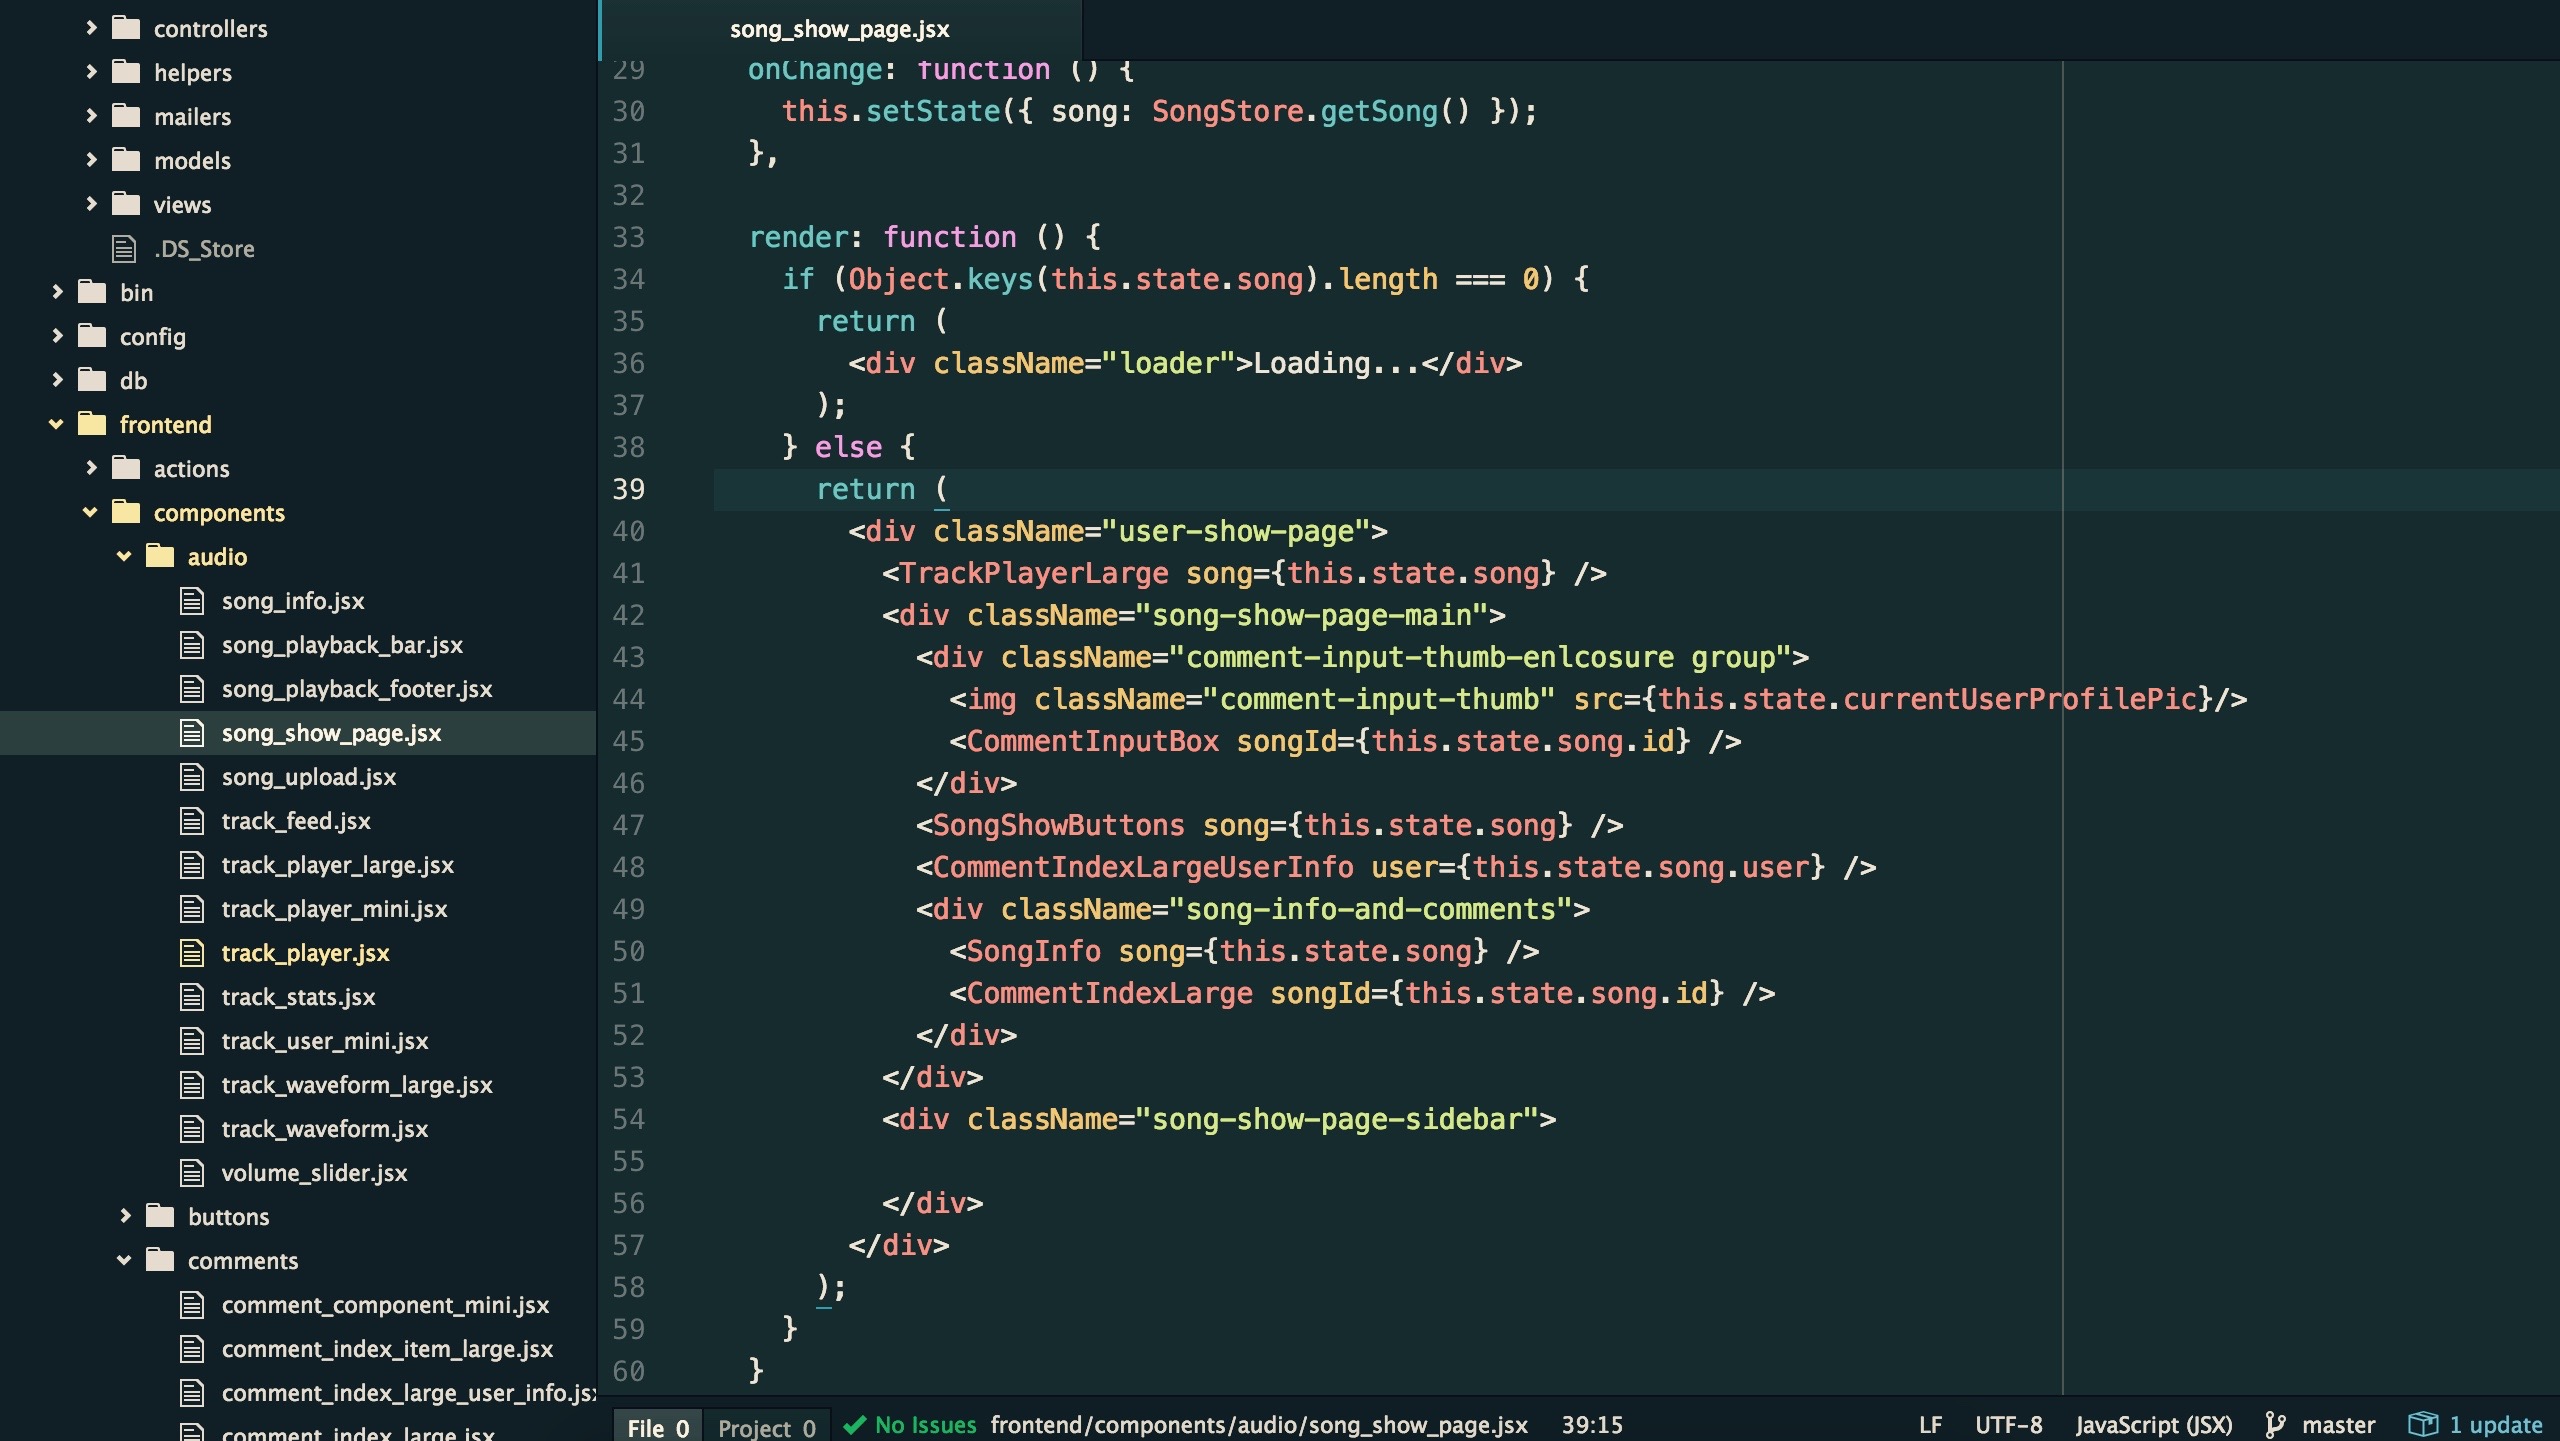 controllers
helpers
mailers
models
views
.DS_Store
bin
config
db
frontend
actions
components
audio
song_info.jsx
song_playback_bar.jsx
song_playback_footer.jsx
song_show_page.jsx
song_upload.jsx
track_feed.jsx
track_player_large.jsx
track_player_mini.jsx
track_player.jsx
track_stats.jsx
track_user_mini.jsx
track_waveform_large.jsx
track_waveform.jsx
volume_slider.jsx
buttons
comments
comment_component_mini.jsx
comment_index_item_large.jsx
comment_index_large_user_info.jsx
comment_index_large.jsx
song_show_page.jsx
29 onChange: function () {
30 this.setState({ song: SongStore.getSong() });
31 },
32
33 render: function () {
34 if (Object.keys(this.state.song).length === 0) {
35 return (
36 <div className="loader">Loading...</div>
37 );
38 } else {
39 return (
40 <div className="user-show-page">
41 <TrackPlayerLarge song={this.state.song} />
42 <div className="song-show-page-main">
43 <div className="comment-input-thumb-enlcosure group">
44 <img className="comment-input-thumb" src={this.state.currentUserProfilePic}/>
45 <CommentInputBox songId={this.state.song.id} />
46 </div>
47 <SongShowButtons song={this.state.song} />
48 <CommentIndexLargeUserInfo user={this.state.song.user} />
49 <div className="song-info-and-comments">
50 <SongInfo song={this.state.song} />
51 <CommentIndexLarge songId={this.state.song.id} />
52 </div>
53 </div>
54 <div className="song-show-page-sidebar">
55
56 </div>
57 </div>
58 );
59 }
60 }
File 0 Project 0 No Issues frontend/components/audio/song_show_page.jsx 39:15 LF UTF-8 JavaScript (JSX) master 1 update